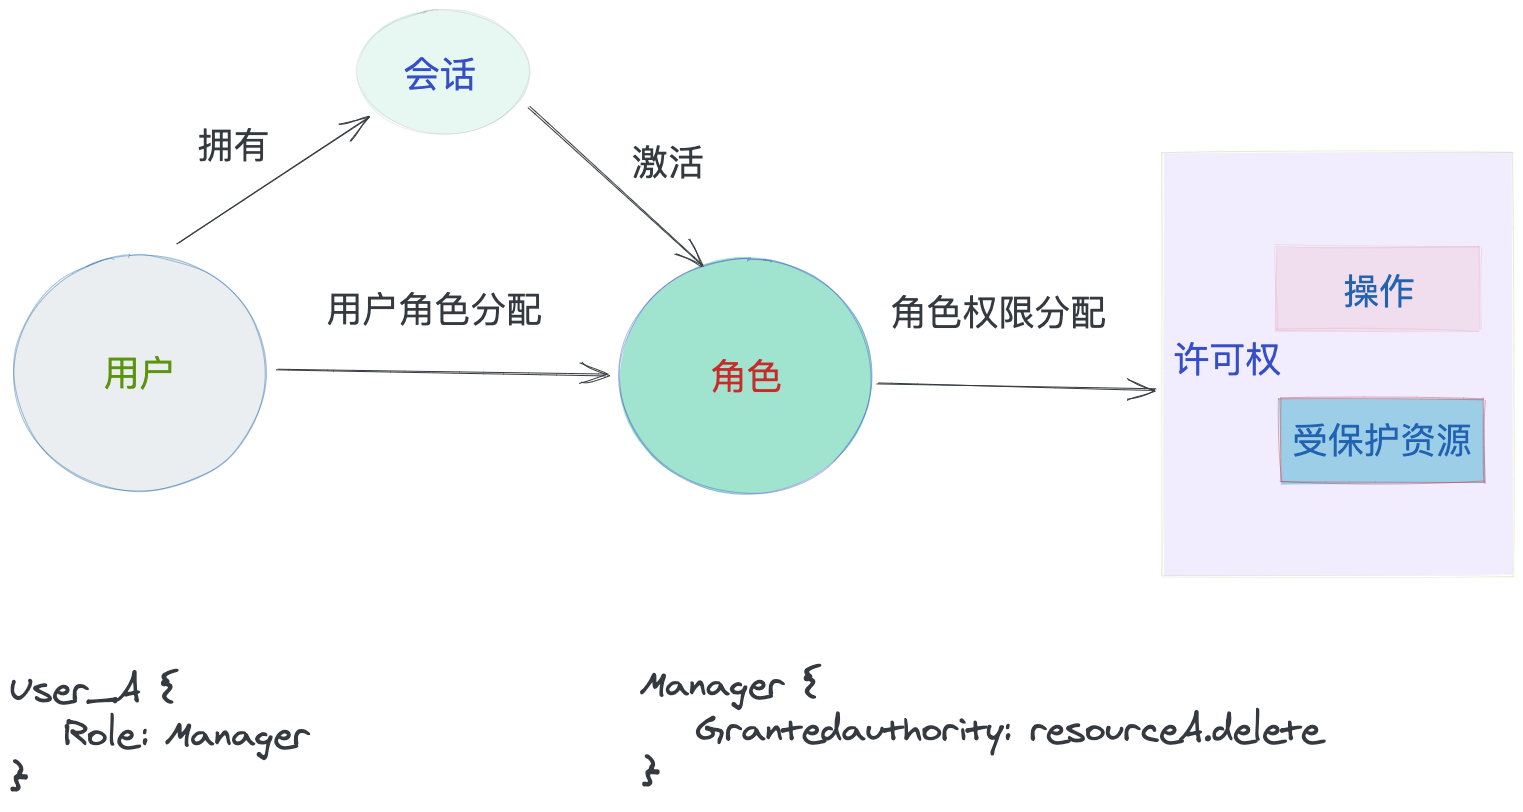 会话
拥有
激活
用户
用户角色分配
角色
角色权限分配
许可权
操作
受保护资源
User_A {
Role: Manager
}
Manager {
Grantedauthority: resourceA.delete
}